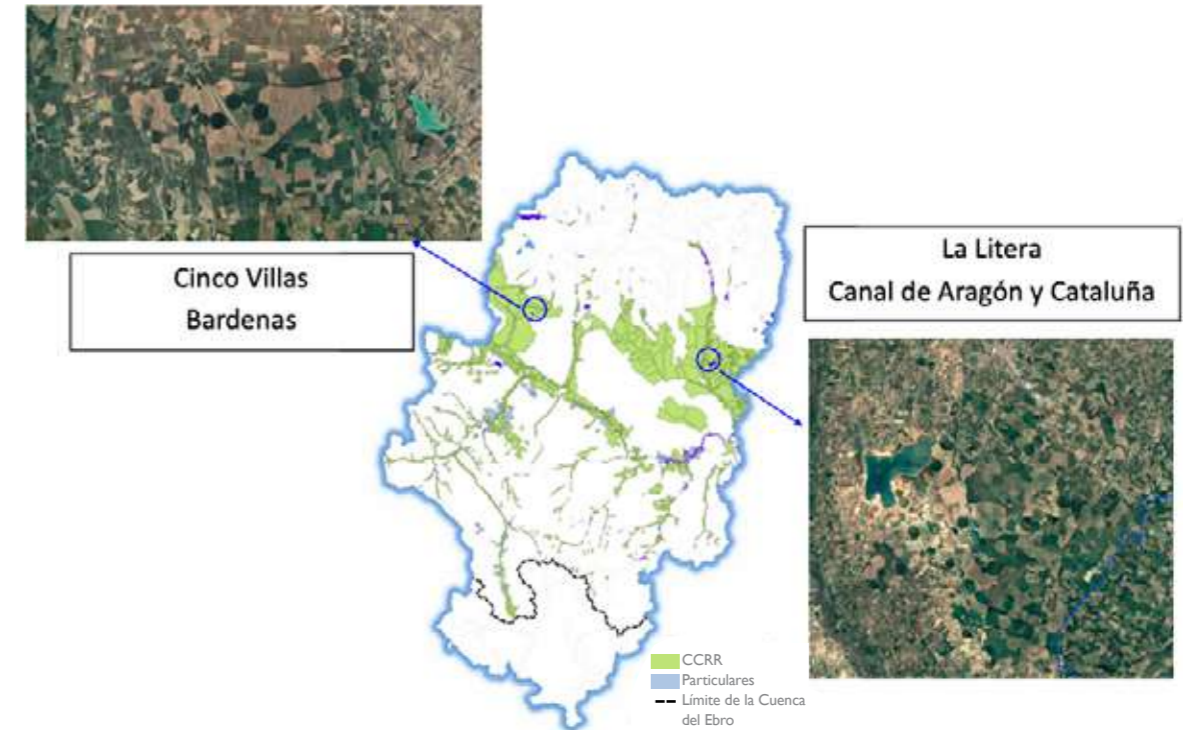 Cinco Villas
Bardenas
La Litera
Canal de Aragón y Cataluña
CCRR
Particulares
Límite de la Cuenca
del Ebro